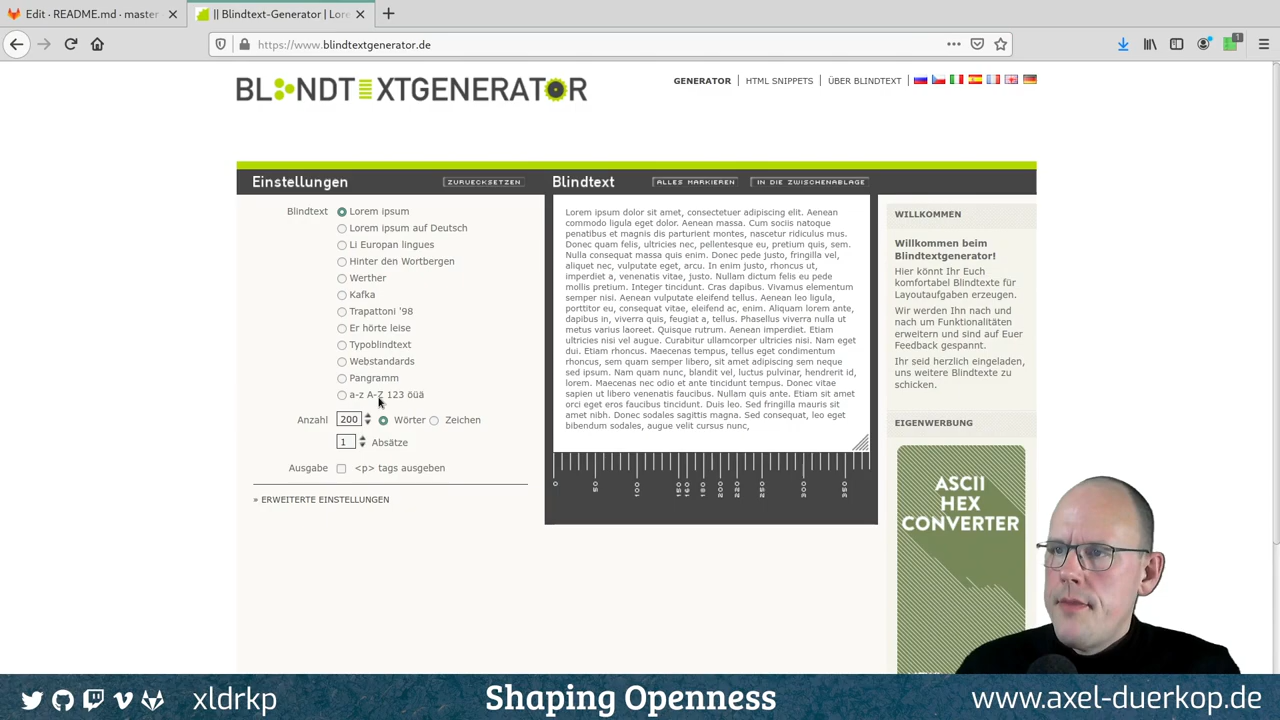 Edit · README.md · master
|| Blindtext-Generator | Lore
https://www.blindtextgenerator.de
1
BLINDTEXTGENERATOR
GENERATOR | HTML SNIPPETS | ÜBER BLINDTEXT
Einstellungen
ZURUECKSETZEN
Blindtext
ALLES MARKIEREN
IN DIE ZWISCHENABLAGE
Blindtext
Lorem ipsum
Lorem ipsum auf Deutsch
Li Europan lingues
Hinter den Wortbergen
Werther
Kafka
Trapattoni '98
Er hörte leise
Typoblindtext
Webstandards
Pangramm
a-z A-Z 123 öüä
Anzahl 200 Wörter Zeichen
1 Absätze
Ausgabe <p> tags ausgeben
» ERWEITERTE EINSTELLUNGEN
Lorem ipsum dolor sit amet, consectetuer adipiscing elit. Aenean
commodo ligula eget dolor. Aenean massa. Cum sociis natoque
penatibus et magnis dis parturient montes, nascetur ridiculus mus.
Donec quam felis, ultricies nec, pellentesque eu, pretium quis, sem.
Nulla consequat massa quis enim. Donec pede justo, fringilla vel,
aliquet nec, vulputate eget, arcu. In enim justo, rhoncus ut,
imperdiet a, venenatis vitae, justo. Nullam dictum felis eu pede
mollis pretium. Integer tincidunt. Cras dapibus. Vivamus elementum
semper nisi. Aenean vulputate eleifend tellus. Aenean leo ligula,
porttitor eu, consequat vitae, eleifend ac, enim. Aliquam lorem ante,
dapibus in, viverra quis, feugiat a, tellus. Phasellus viverra nulla ut
metus varius laoreet. Quisque rutrum. Aenean imperdiet. Etiam
ultricies nisi vel augue. Curabitur ullamcorper ultricies nisi. Nam eget
dui. Etiam rhoncus. Maecenas tempus, tellus eget condimentum
rhoncus, sem quam semper libero, sit amet adipiscing sem neque
sed ipsum. Nam quam nunc, blandit vel, luctus pulvinar, hendrerit id,
lorem. Maecenas nec odio et ante tincidunt tempus. Donec vitae
sapien ut libero venenatis faucibus. Nullam quis ante. Etiam sit amet
orci eget eros faucibus tincidunt. Duis leo. Sed fringilla mauris sit
amet nibh. Donec sodales sagittis magna. Sed consequat, leo eget
bibendum sodales, augue velit cursus nunc,
0 50 100 150 160 180 200 220 250 300 350
WILLKOMMEN
Willkommen beim
Blindtextgenerator!
Hier könnt Ihr Euch
komfortabel Blindtexte für
Layoutaufgaben erzeugen.
Wir werden Ihn nach und
nach um Funktionalitäten
erweitern und sind auf Euer
Feedback gespannt.
Ihr seid herzlich eingeladen,
uns weitere Blindtexte zu
schicken.
EIGENWERBUNG
ASCII
HEX
CONVERTER
xldrkp
Shaping Openness
www.axel-duerkop.de